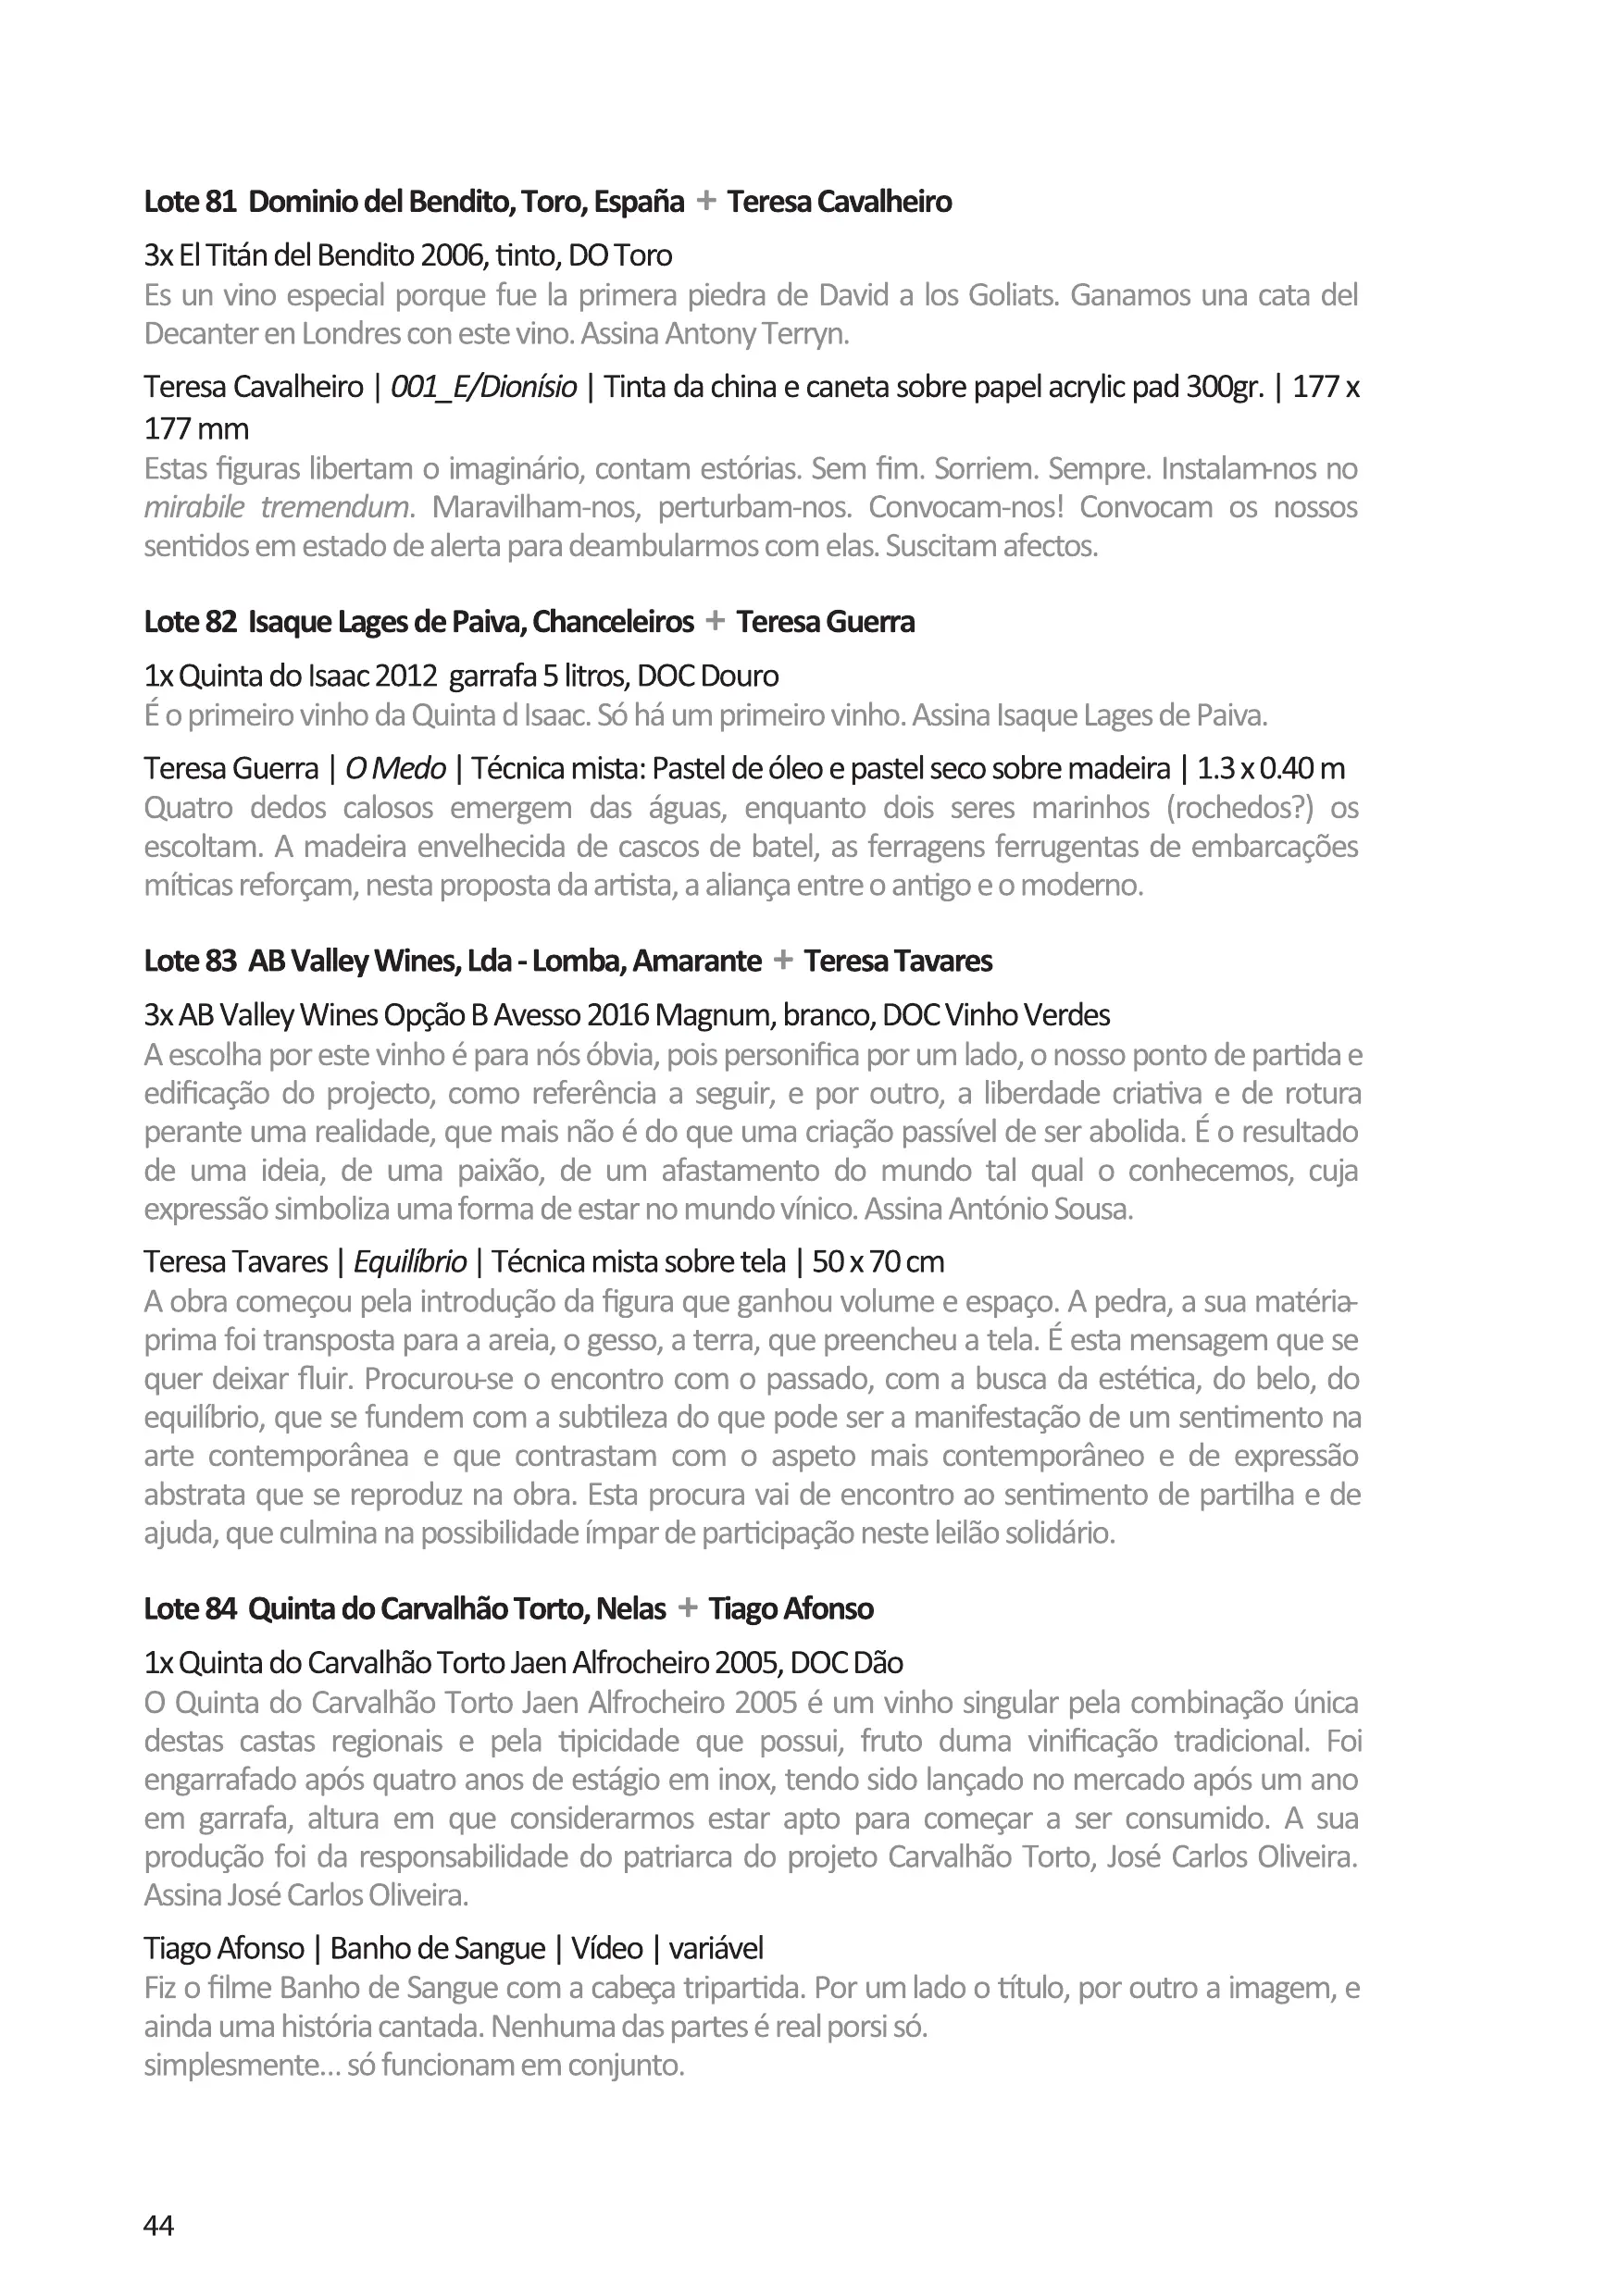 Lote 81 Dominio del Bendito, Toro, España + Teresa Cavalheiro
3x El Titán del Bendito 2006, tinto, DO Toro
Es un vino especial porque fue la primera piedra de David a los Goliats. Ganamos una cata del
Decanter en Londres con este vino. Assina Antony Terryn.
Teresa Cavalheiro | 001_E/Dionísio | Tinta da china e caneta sobre papel acrylic pad 300gr. | 177 x
177 mm
Estas figuras libertam o imaginário, contam estórias. Sem fim. Sorriem. Sempre. Instalam-nos no
mirabile tremendum. Maravilham-nos, perturbam-nos. Convocam-nos! Convocam os nossos
sentidos em estado de alerta para deambularmos com elas. Suscitam afectos.
Lote 82 Isaque Lages de Paiva, Chanceleiros + Teresa Guerra
1x Quinta do Isaac 2012 garrafa 5 litros, DOC Douro
É o primeiro vinho da Quinta d Isaac. Só há um primeiro vinho. Assina Isaque Lages de Paiva.
Teresa Guerra | O Medo | Técnica mista: Pastel de óleo e pastel seco sobre madeira | 1.3 x 0.40 m
Quatro dedos calosos emergem das águas, enquanto dois seres marinhos (rochedos?) os
escoltam. A madeira envelhecida de cascos de batel, as ferragens ferrugentas de embarcações
míticas reforçam, nesta proposta da artista, a aliança entre o antigo e o moderno.
Lote 83 AB Valley Wines, Lda - Lomba, Amarante + Teresa Tavares
3x AB Valley Wines Opção B Avesso 2016 Magnum, branco, DOC Vinho Verdes
A escolha por este vinho é para nós óbvia, pois personifica por um lado, o nosso ponto de partida e
edificação do projecto, como referência a seguir, e por outro, a liberdade criativa e de rotura
perante uma realidade, que mais não é do que uma criação passível de ser abolida. É o resultado
de uma ideia, de uma paixão, de um afastamento do mundo tal qual o conhecemos, cuja
expressão simboliza uma forma de estar no mundo vínico. Assina António Sousa.
Teresa Tavares | Equilíbrio | Técnica mista sobre tela | 50 x 70 cm
A obra começou pela introdução da figura que ganhou volume e espaço. A pedra, a sua matéria-
prima foi transposta para a areia, o gesso, a terra, que preencheu a tela. É esta mensagem que se
quer deixar fluir. Procurou-se o encontro com o passado, com a busca da estética, do belo, do
equilíbrio, que se fundem com a subtileza do que pode ser a manifestação de um sentimento na
arte contemporânea e que contrastam com o aspeto mais contemporâneo e de expressão
abstrata que se reproduz na obra. Esta procura vai de encontro ao sentimento de partilha e de
ajuda, que culmina na possibilidade ímpar de participação neste leilão solidário.
Lote 84 Quinta do Carvalhão Torto, Nelas + Tiago Afonso
1x Quinta do Carvalhão Torto Jaen Alfrocheiro 2005, DOC Dão
O Quinta do Carvalhão Torto Jaen Alfrocheiro 2005 é um vinho singular pela combinação única
destas castas regionais e pela tipicidade que possui, fruto duma vinificação tradicional. Foi
engarrafado após quatro anos de estágio em inox, tendo sido lançado no mercado após um ano
em garrafa, altura em que considerarmos estar apto para começar a ser consumido. A sua
produção foi da responsabilidade do patriarca do projeto Carvalhão Torto, José Carlos Oliveira.
Assina José Carlos Oliveira.
Tiago Afonso | Banho de Sangue | Vídeo | variável
Fiz o filme Banho de Sangue com a cabeça tripartida. Por um lado o título, por outro a imagem, e
ainda uma história cantada. Nenhuma das partes é real porsi só.
simplesmente... só funcionam em conjunto.
44